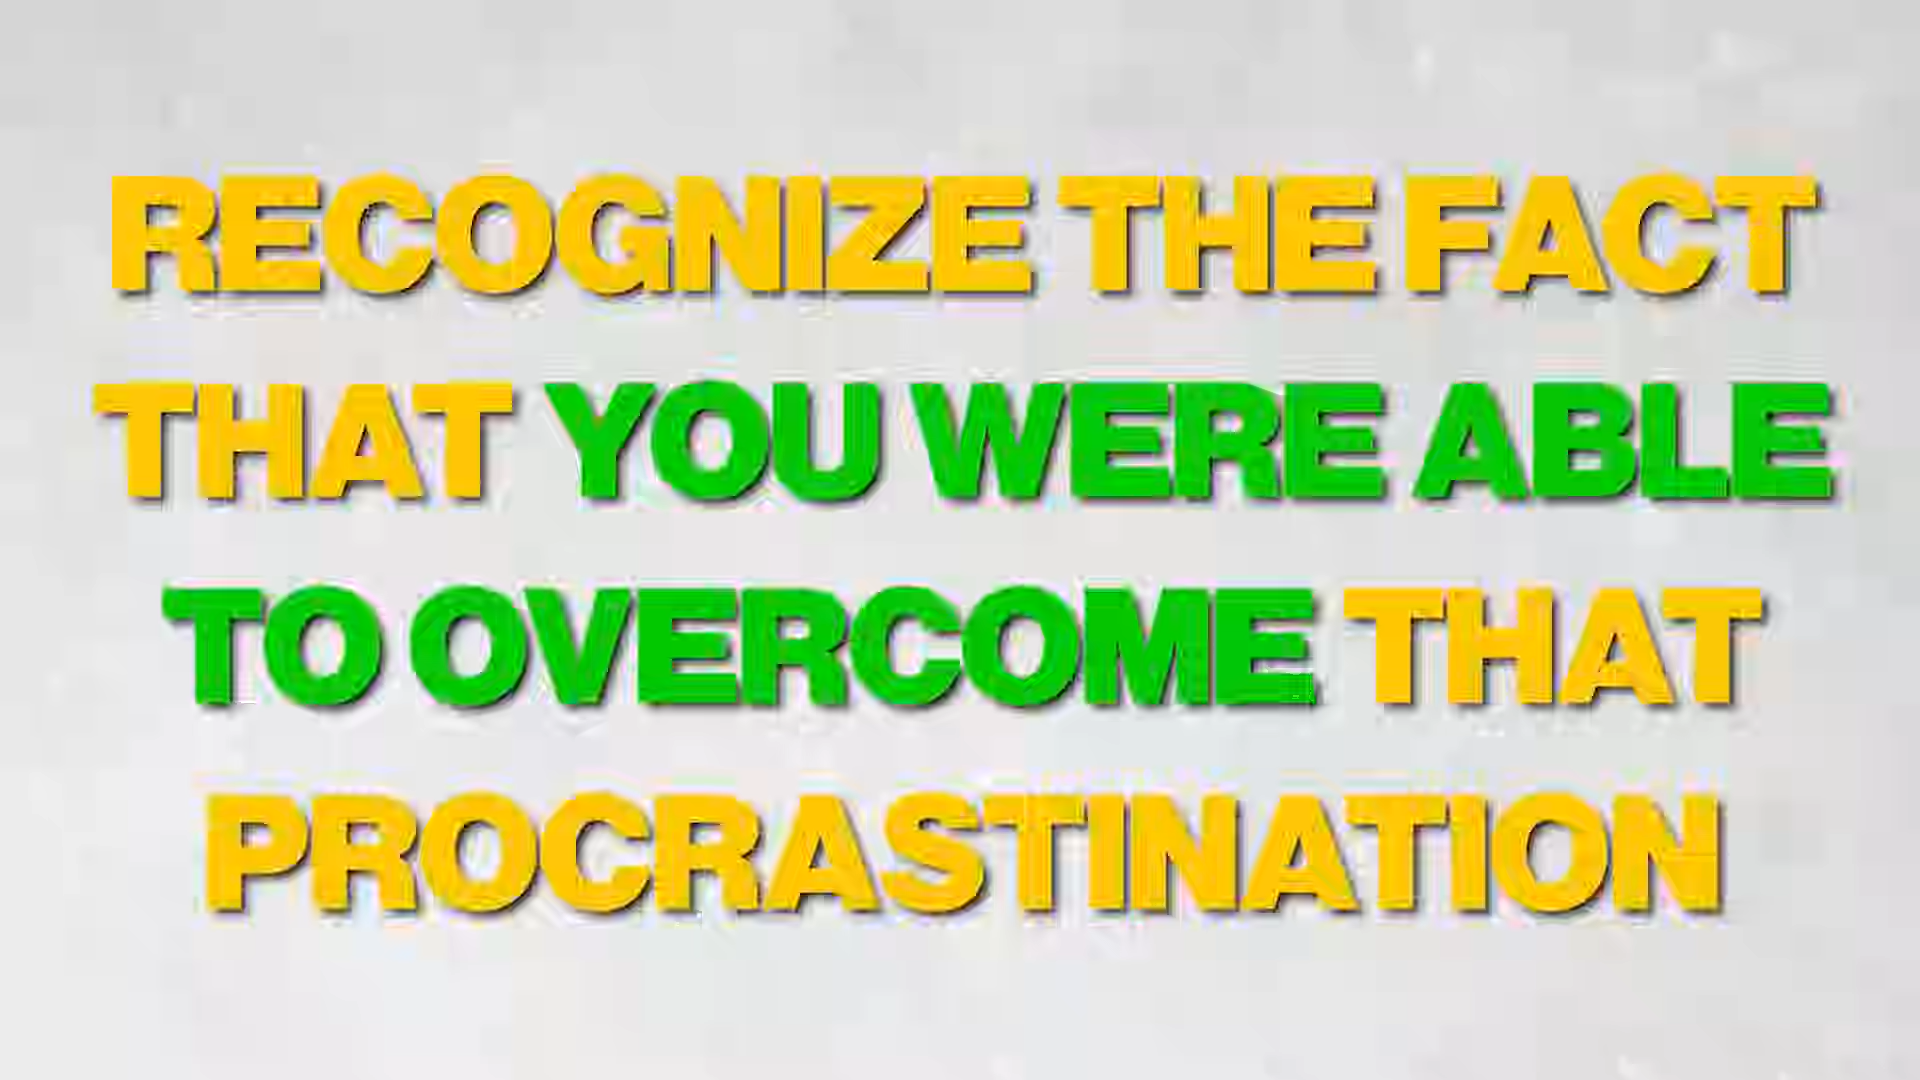 RECOGNIZE THE FACT
THAT YOU WERE ABLE
TO OVERCOME THAT
PROCRASTINATION